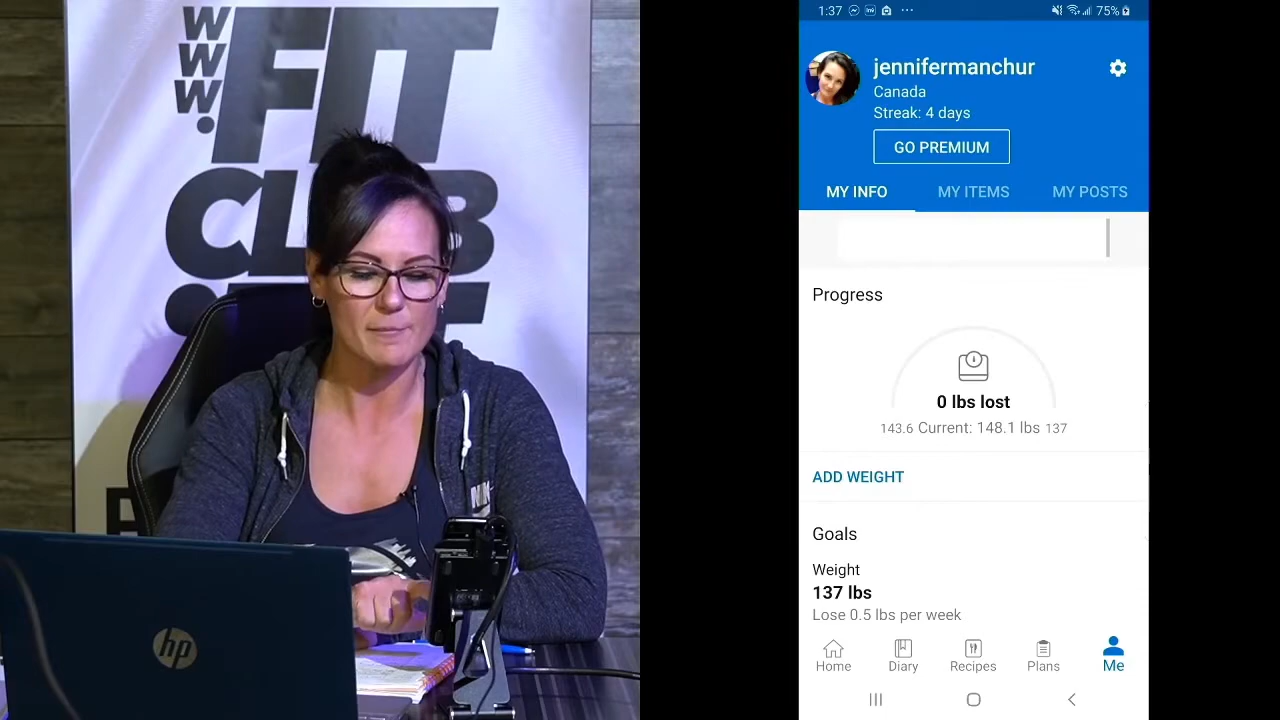 WWW.
FIT
CLUB
hp
1:37
75%
jennifermanchur
Canada
Streak: 4 days
GO PREMIUM
MY INFO MY ITEMS MY POSTS
Progress
0 lbs lost
143.6 Current: 148.1 lbs 137
ADD WEIGHT
Goals
Weight
137 lbs
Lose 0.5 lbs per week
Home Diary Recipes Plans Me